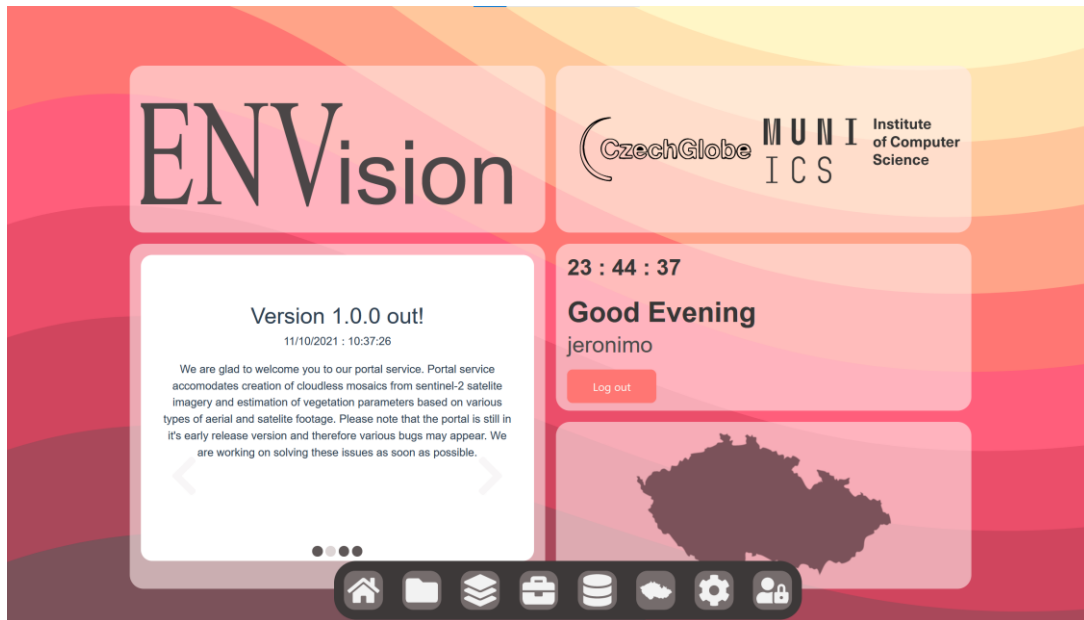 ENVision
CzechGlobe
MUNI
ICS
Institute
of Computer
Science
Version 1.0.0 out!
11/10/2021 : 10:37:26
We are glad to welcome you to our portal service. Portal service
accomodates creation of cloudless mosaics from sentinel-2 satelite
imagery and estimation of vegetation parameters based on various
types of aerial and satelite footage. Please note that the portal is still in
it's early release version and therefore various bugs may appear. We
are working on solving these issues as soon as possible.
23 : 44 : 37
Good Evening
jeronimo
Log out